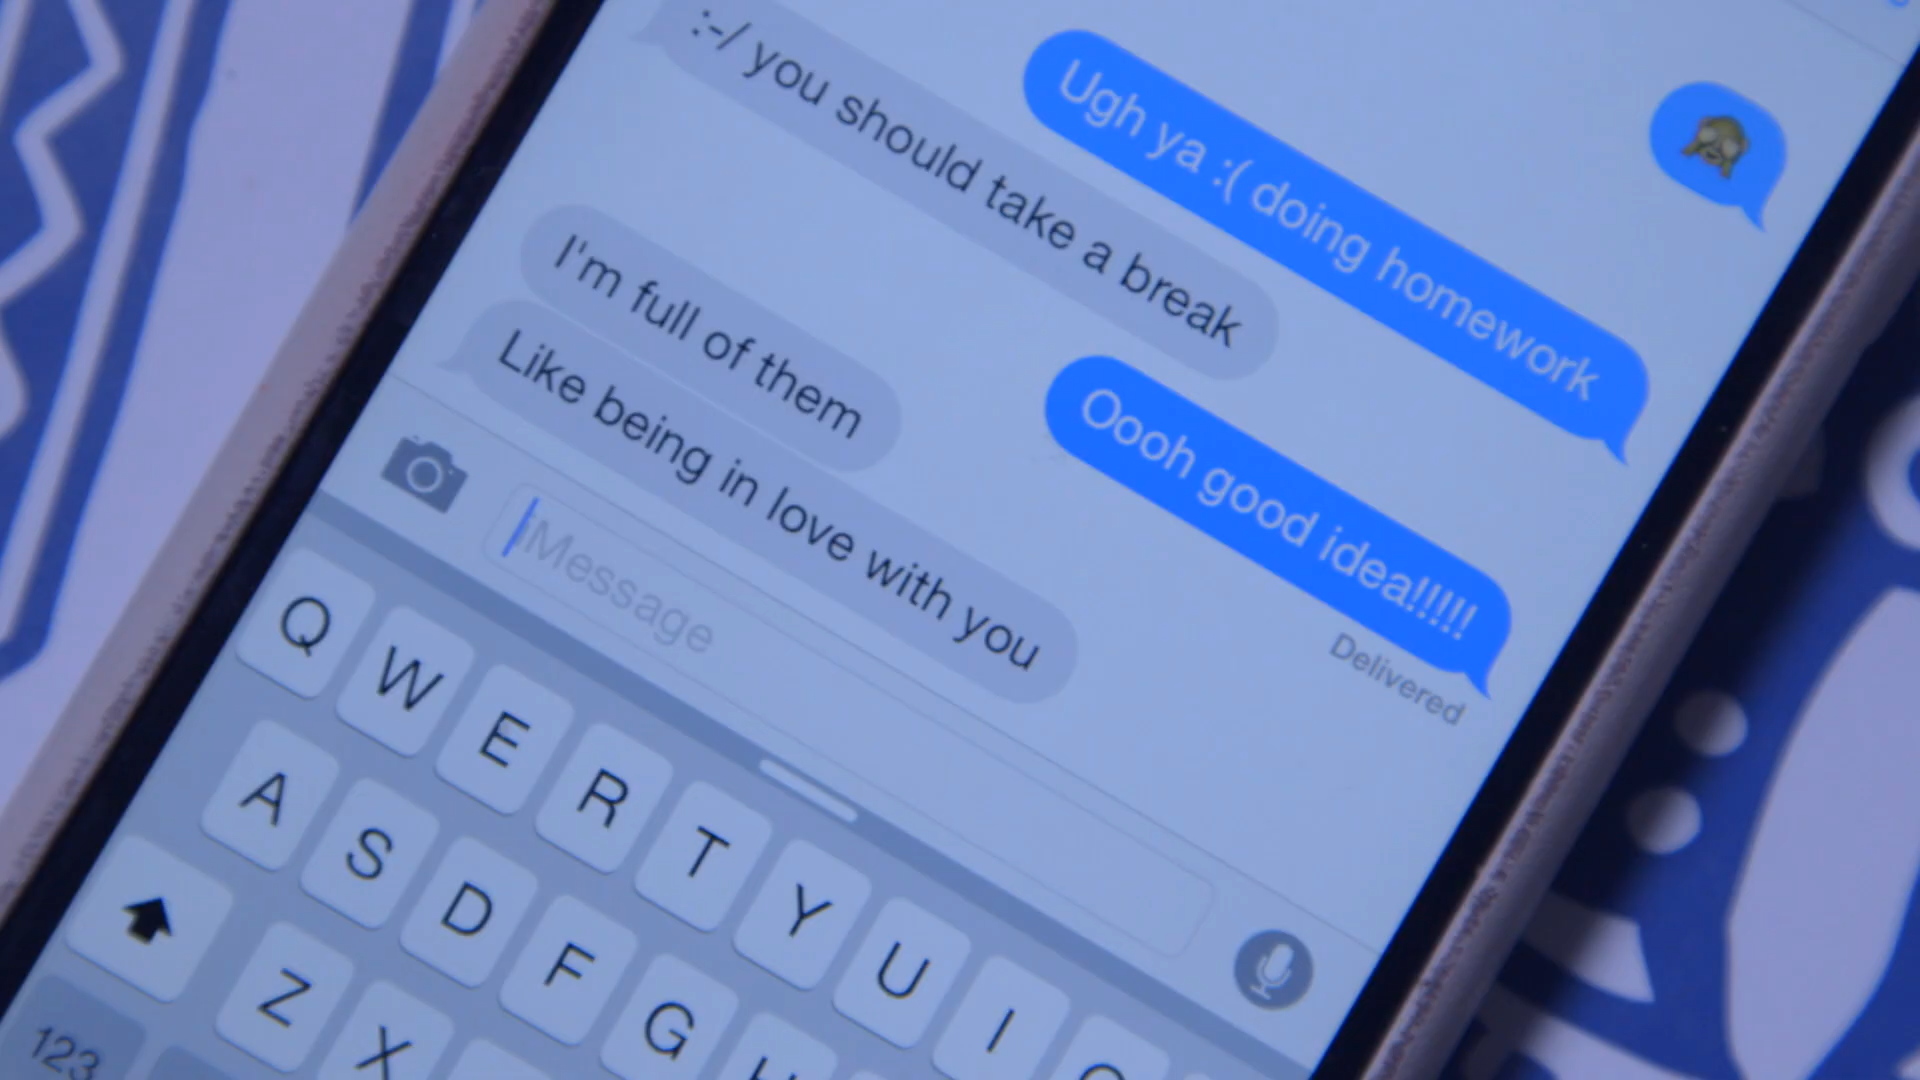 🙈
Ugh ya :( doing homework
:-/ you should take a break
Oooh good idea!!!!!
Delivered
I'm full of them
Like being in love with you
iMessage
Q W E R T Y U I
A S D F G
Z X
123